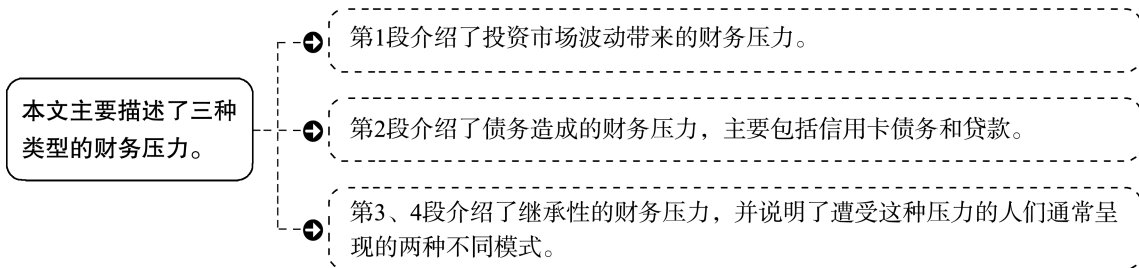 本文主要描述了三种
类型的财务压力。
第1段介绍了投资市场波动带来的财务压力。
第2段介绍了债务造成的财务压力，主要包括信用卡债务和贷款。
第3、4段介绍了继承性的财务压力，并说明了遭受这种压力的人们通常呈
现的两种不同模式。